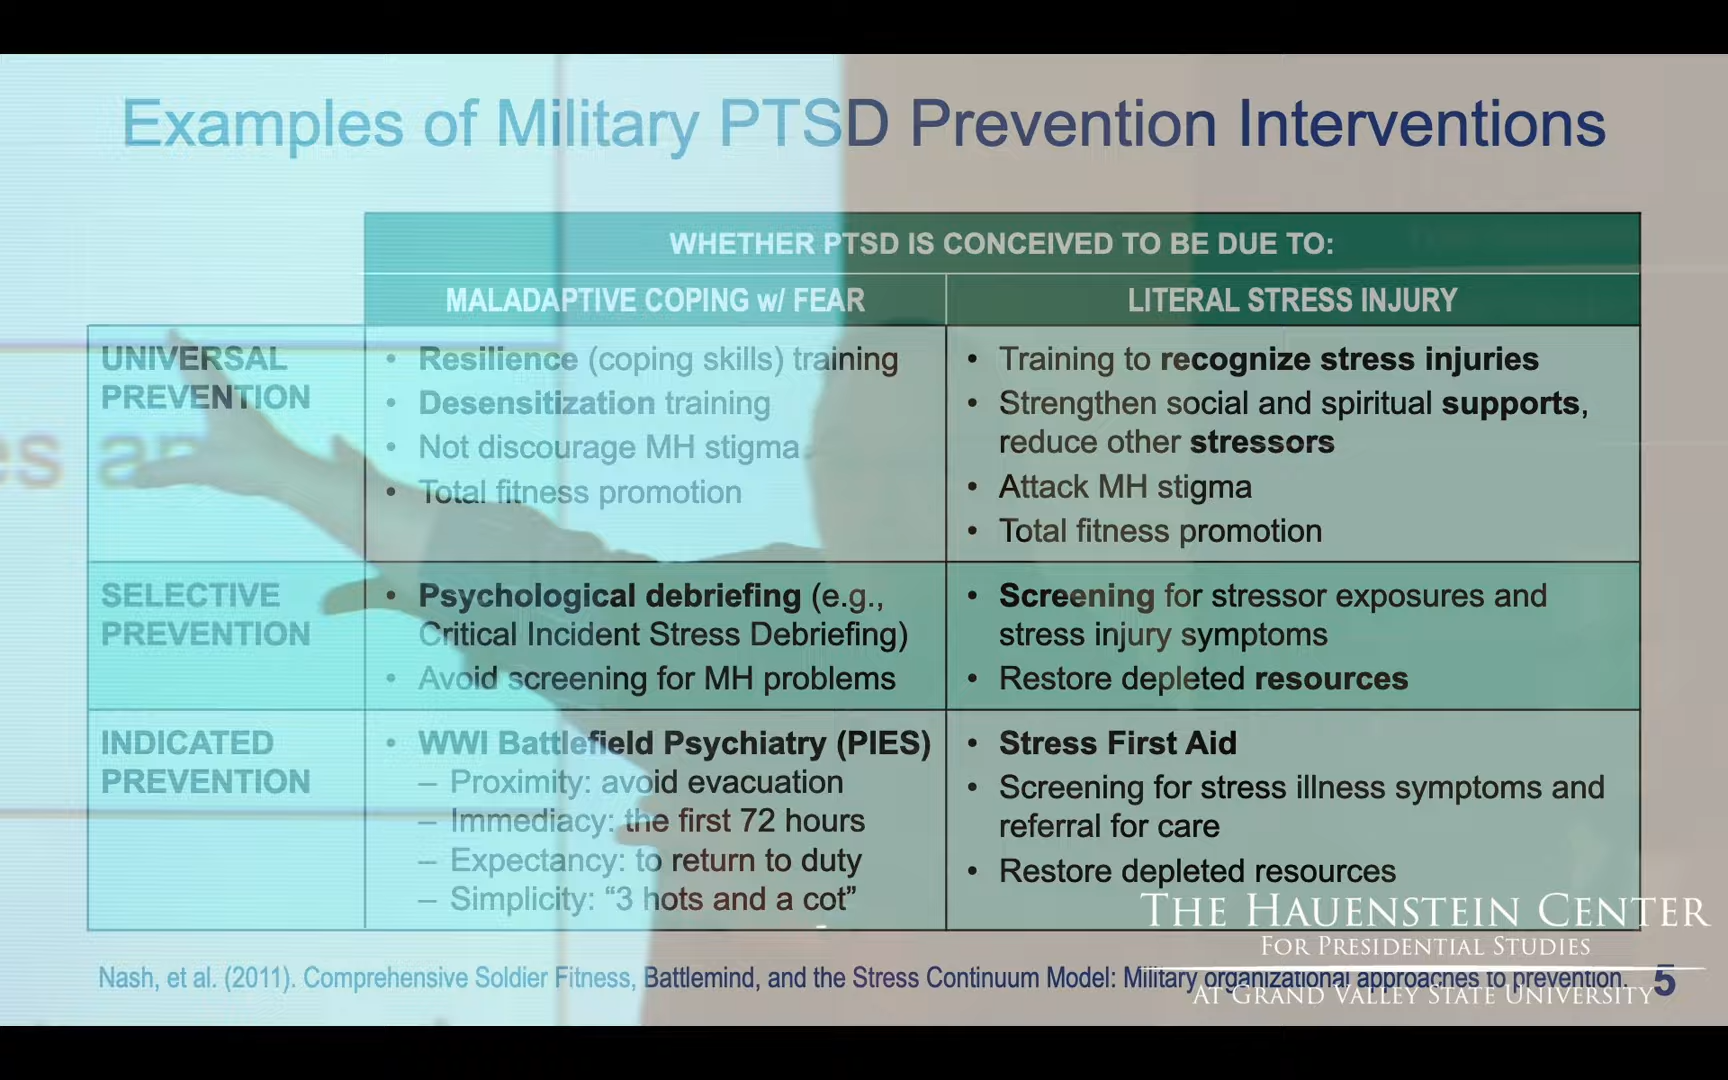 Examples of Military PTSD Prevention Interventions
WHETHER PTSD IS CONCEIVED TO BE DUE TO:
MALADAPTIVE COPING w/ FEAR
LITERAL STRESS INJURY
UNIVERSAL
PREVENTION
• Resilience (coping skills) training
• Desensitization training
• Not discourage MH stigma
• Total fitness promotion
• Training to recognize stress injuries
• Strengthen social and spiritual supports,
reduce other stressors
• Attack MH stigma
• Total fitness promotion
SELECTIVE
PREVENTION
• Psychological debriefing (e.g.,
Critical Incident Stress Debriefing)
• Avoid screening for MH problems
• Screening for stressor exposures and
stress injury symptoms
• Restore depleted resources
INDICATED
PREVENTION
• WWI Battlefield Psychiatry (PIES)
– Proximity: avoid evacuation
– Immediacy: the first 72 hours
– Expectancy: to return to duty
– Simplicity: “3 hots and a cot”
• Stress First Aid
• Screening for stress illness symptoms and
referral for care
• Restore depleted resources
Nash, et al. (2011). Comprehensive Soldier Fitness, Battlemind, and the Stress Continuum Model: Military organizational approaches to prevention.
5
THE HAUENSTEIN CENTER
FOR PRESIDENTIAL STUDIES
AT GRAND VALLEY STATE UNIVERSITY